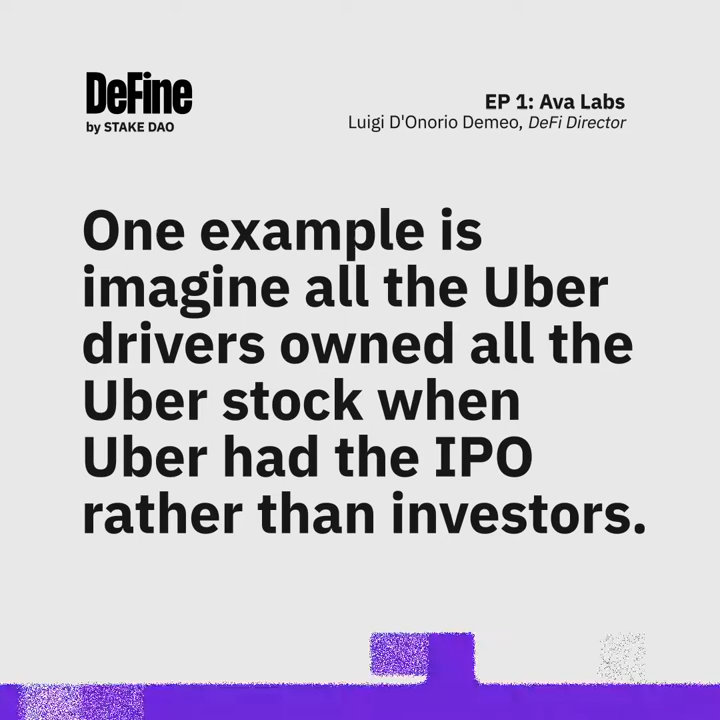 DeFine
by STAKE DAO
EP 1: Ava Labs
Luigi D'Onorio Demeo, DeFi Director
One example is
imagine all the Uber
drivers owned all the
Uber stock when
Uber had the IPO
rather than investors.